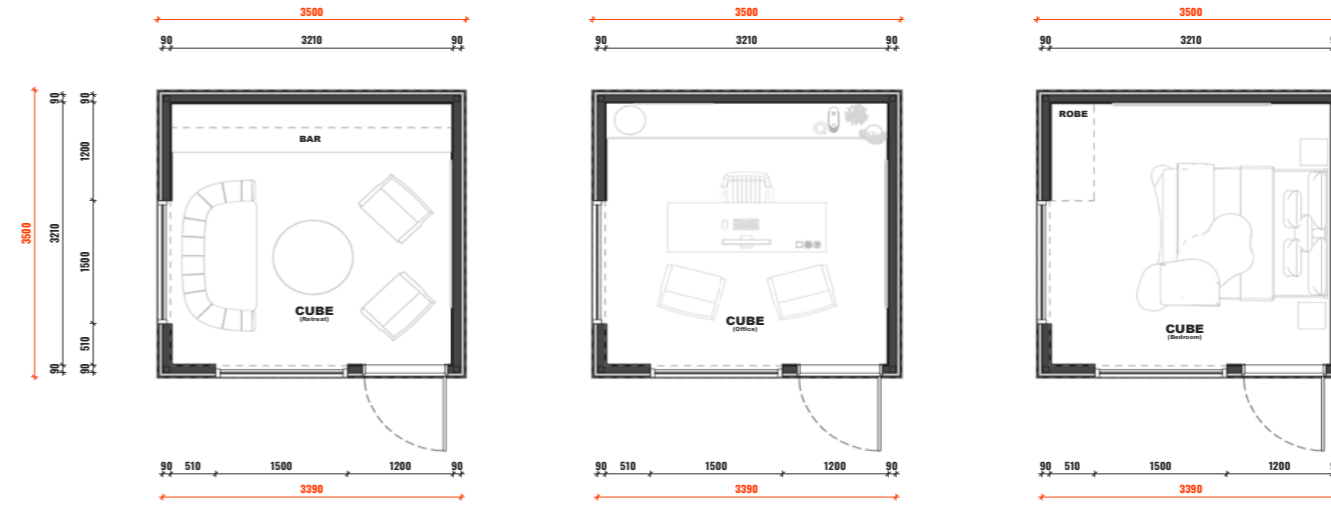 3500 3500 3500
90 3210 90 90 3210 90 90 3210
3500
90 3210 90
90 1200 1500 510 90
BAR
CUBE
(Retreat)
CUBE
(Office)
ROBE
CUBE
(Bedroom)
90 510 1500 1200 90 90 510 1500 1200 90 90 510 1500 1200
3390 3390 3390